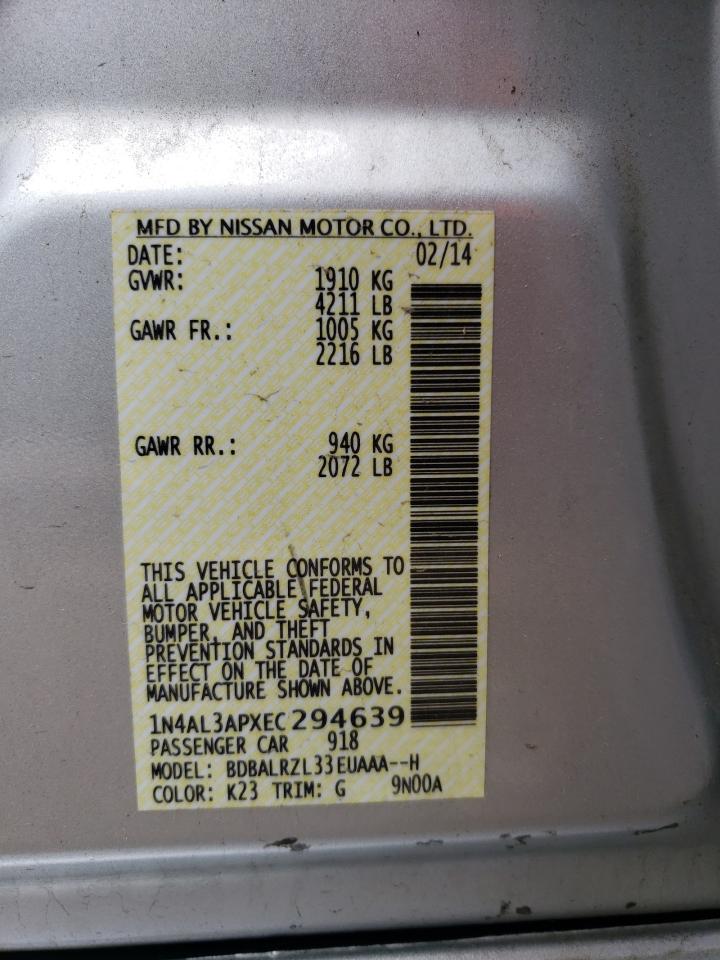 MFD BY NISSAN MOTOR CO., LTD.
DATE: 02/14
GVWR: 1910 KG
4211 LB
GAWR FR.: 1005 KG
2216 LB
GAWR RR.: 940 KG
2072 LB
THIS VEHICLE CONFORMS TO
ALL APPLICABLE FEDERAL
MOTOR VEHICLE SAFETY,
BUMPER, AND THEFT
PREVENTION STANDARDS IN
EFFECT ON THE DATE OF
MANUFACTURE SHOWN ABOVE.
1N4AL3APXEC294639
PASSENGER CAR 918
MODEL: BDBALRZL33EUAAA--H
COLOR: K23 TRIM: G 9N00A